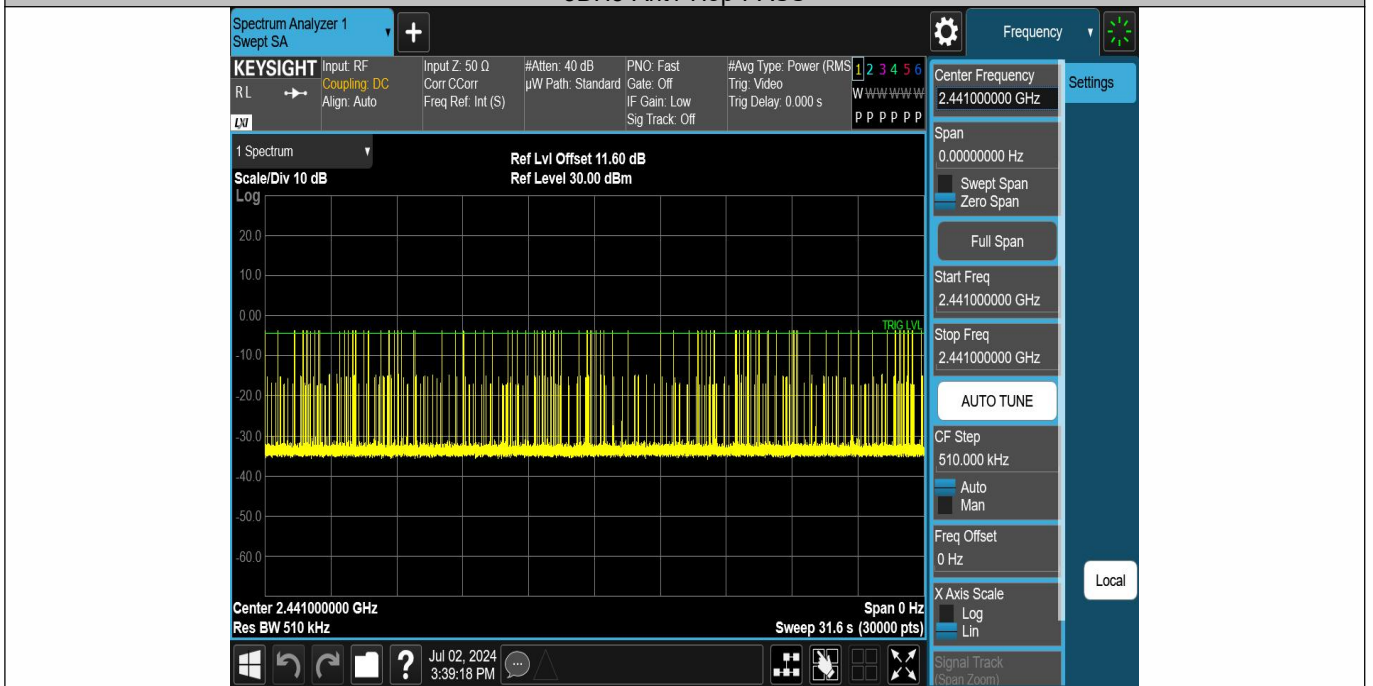 Spectrum Analyzer 1
Swept SA
Frequency
KEYSIGHT
RL
LXI
Input: RF
Coupling: DC
Align: Auto
Input Z: 50 Ω
Corr CCorr
Freq Ref: Int (S)
#Atten: 40 dB
µW Path: Standard
PNO: Fast
Gate: Off
IF Gain: Low
Sig Track: Off
#Avg Type: Power (RMS
Trig: Video
Trig Delay: 0.000 s
1 2 3 4 5 6
W W W W W W
P P P P P P
1 Spectrum
Scale/Div 10 dB
Ref Lvl Offset 11.60 dB
Ref Level 30.00 dBm
Log
20.0
10.0
0.00
TRIG LVL
-10.0
-20.0
-30.0
-40.0
-50.0
-60.0
Center 2.441000000 GHz
Span 0 Hz
Res BW 510 kHz
Sweep 31.6 s (30000 pts)
Jul 02, 2024
3:39:18 PM
Center Frequency
2.441000000 GHz
Settings
Span
0.00000000 Hz
Swept Span
Zero Span
Full Span
Start Freq
2.441000000 GHz
Stop Freq
2.441000000 GHz
AUTO TUNE
CF Step
510.000 kHz
Auto
Man
Freq Offset
0 Hz
Local
X Axis Scale
Log
Lin
Signal Track
(Span Zoom)